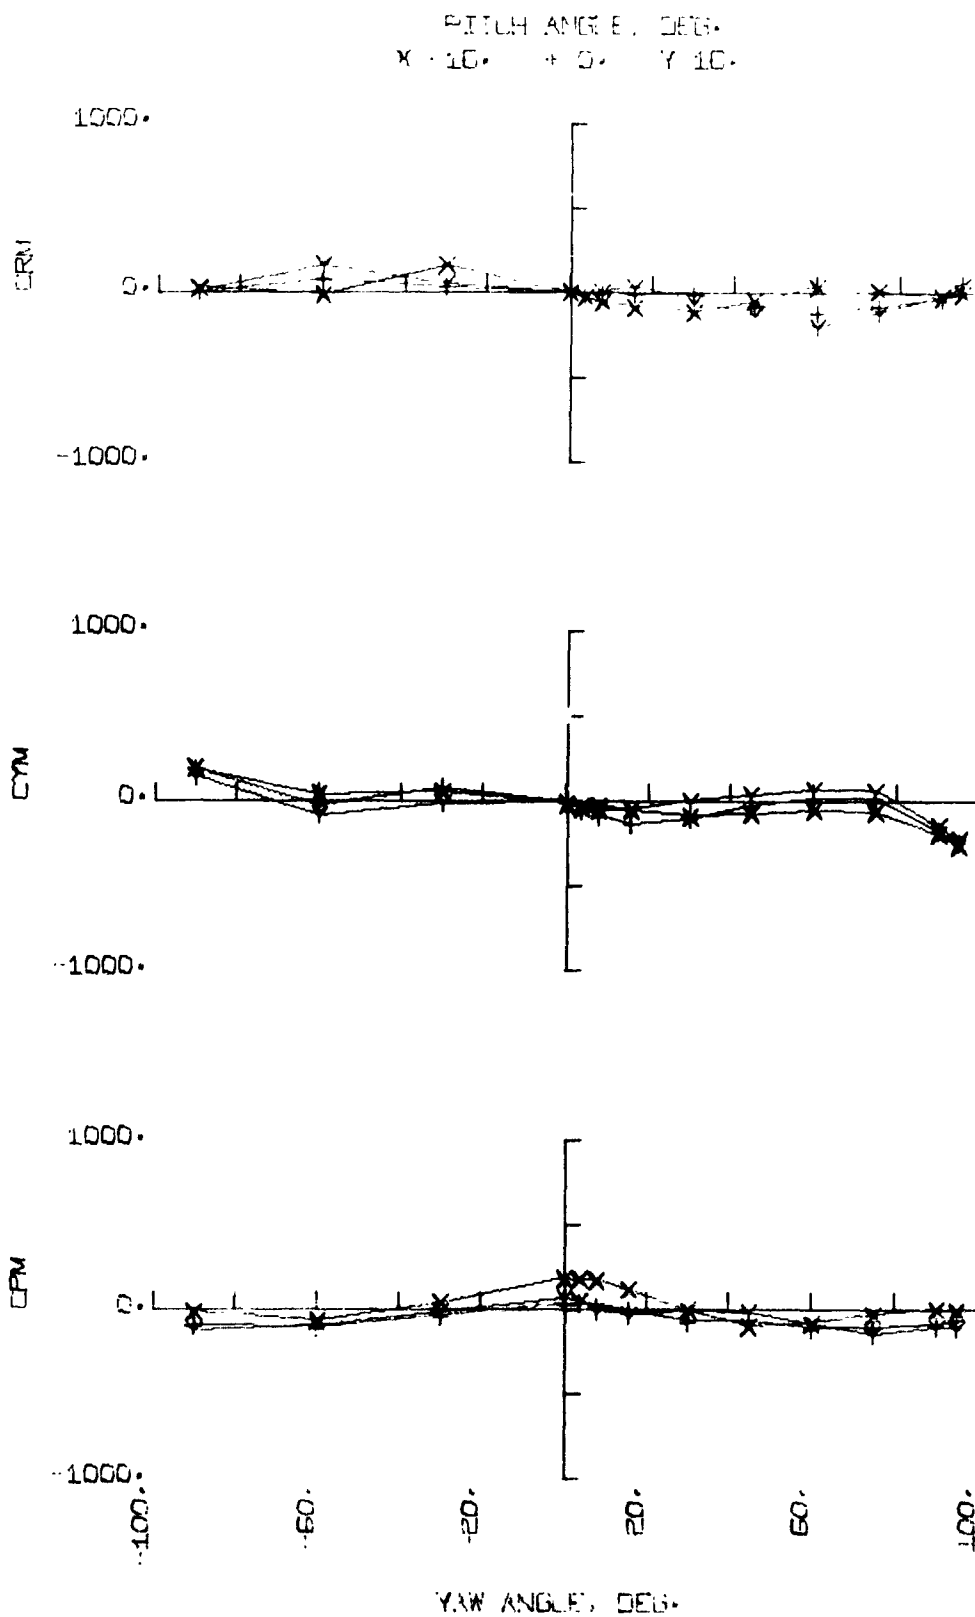 PITCH ANGLE, DEG.
X -10. + 0. Y 10.
1000.
CRM
0.
-1000.
1000.
CYM
0.
-1000.
1000.
CPM
0.
-1000.
-100. -60. -20. 20. 60. 100.
YAW ANGLE, DEG.